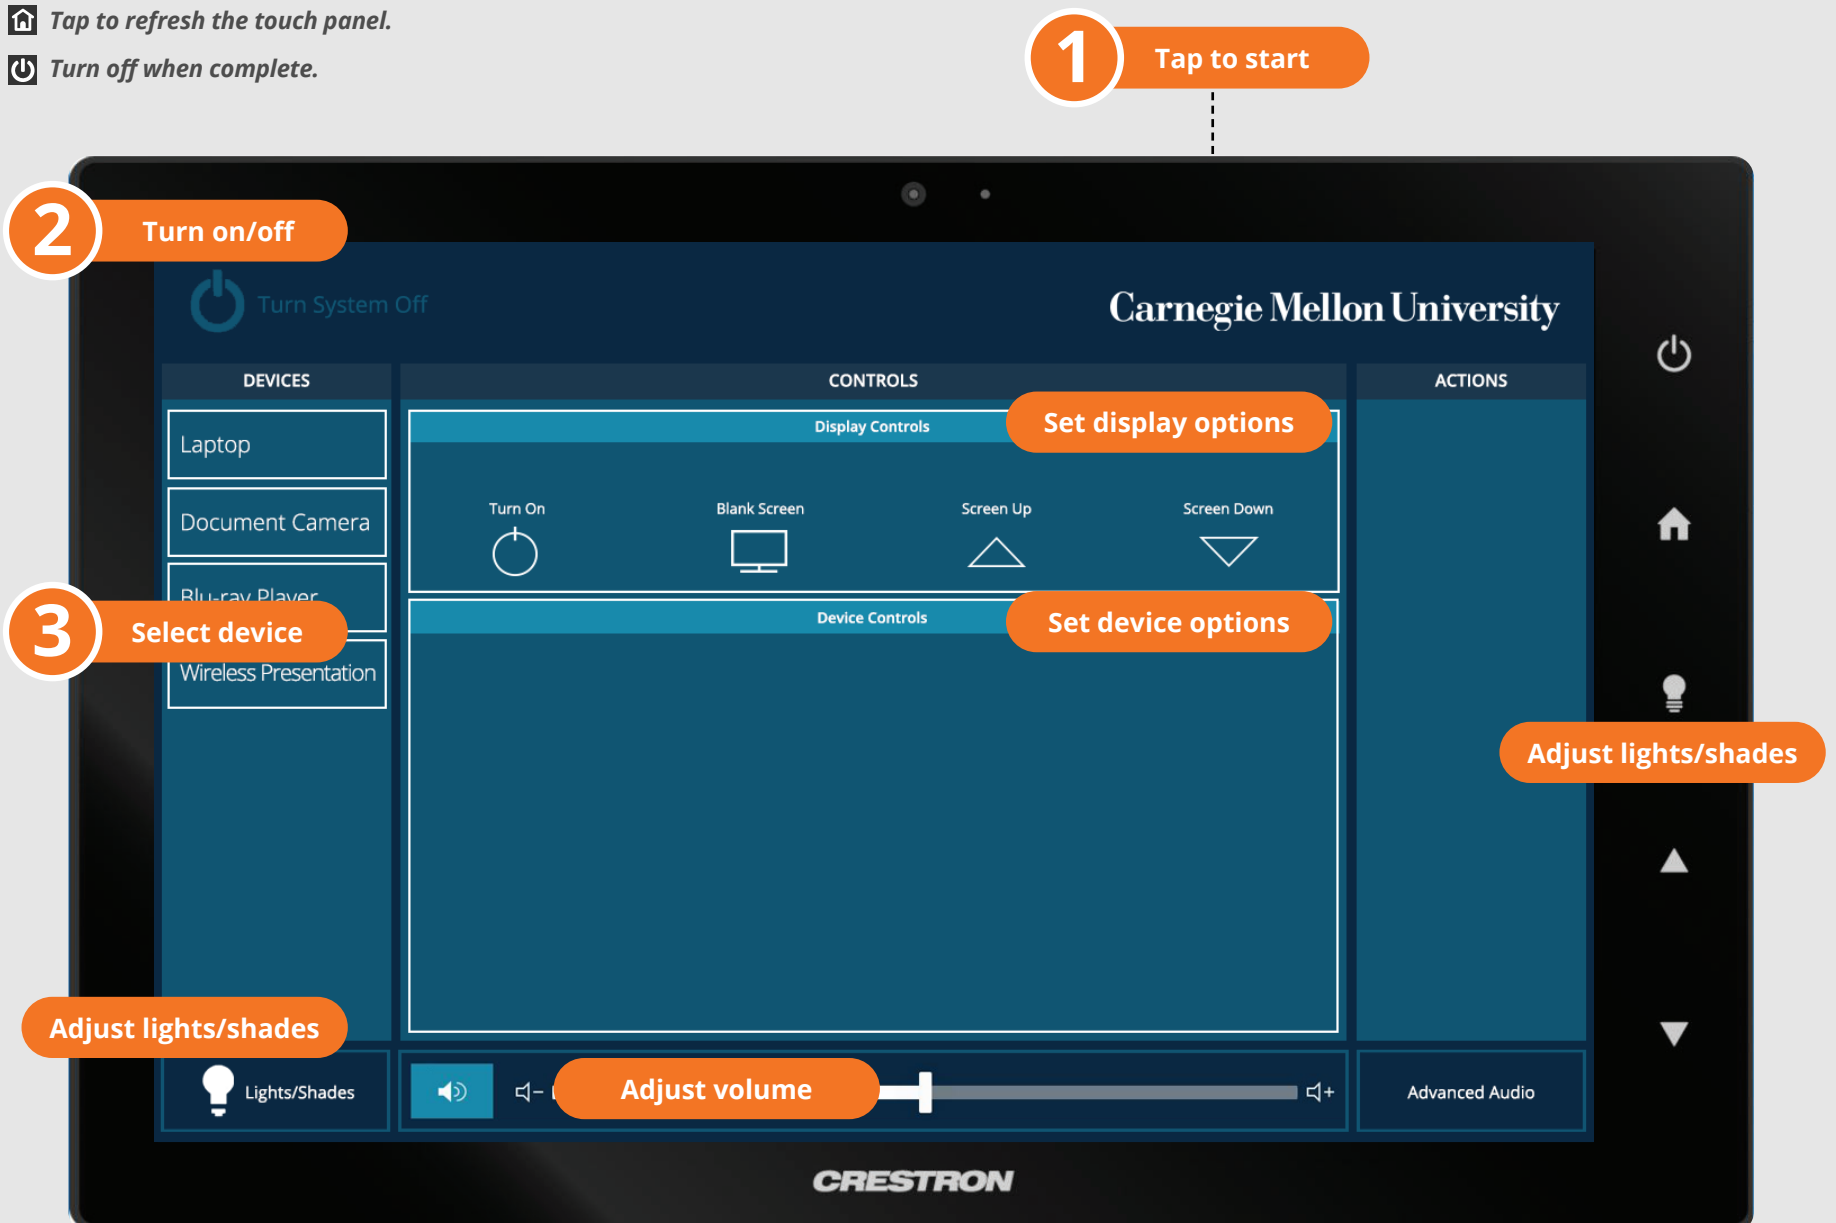 Tap to refresh the touch panel.
Turn off when complete.
1 Tap to start
2 Turn on/off
Turn System Off
Carnegie Mellon University
DEVICES
CONTROLS
ACTIONS
Laptop
Document Camera
Blu-ray Player
3 Select device
Wireless Presentation
Display Controls
Set display options
Turn On
Blank Screen
Screen Up
Screen Down
Device Controls
Set device options
Adjust lights/shades
Adjust lights/shades
Lights/Shades
Adjust volume
Advanced Audio
CRESTRON